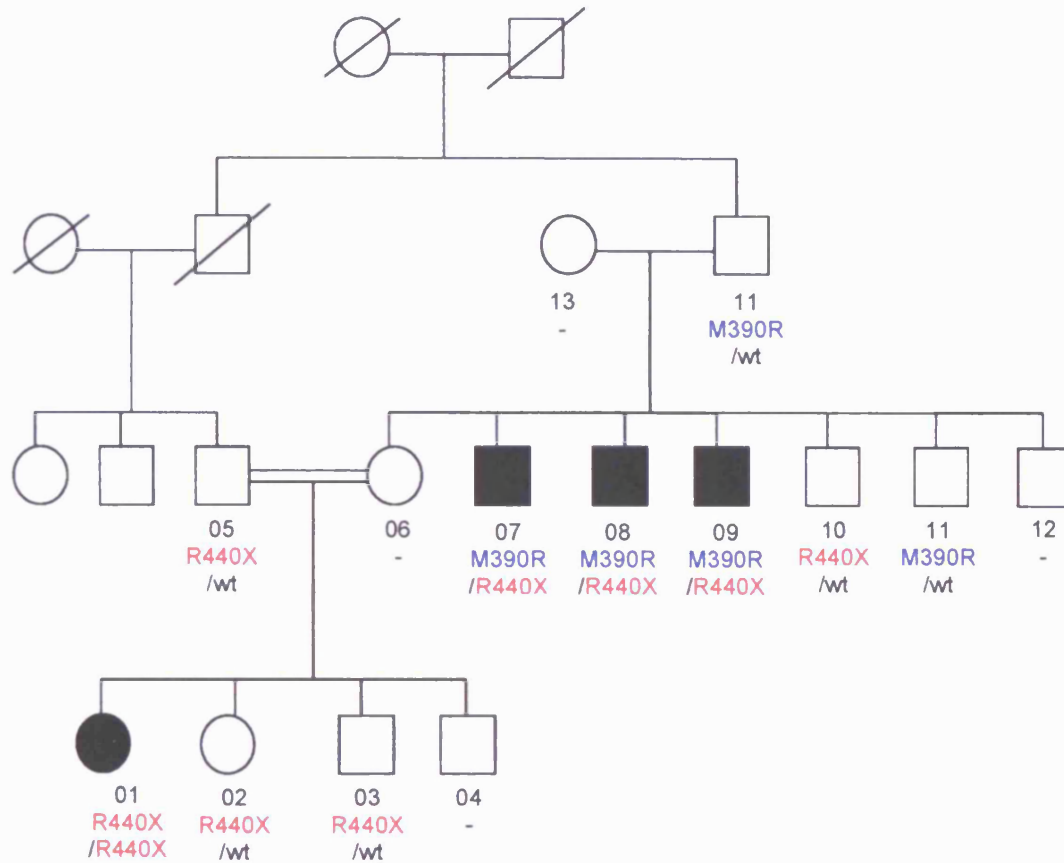 13
-
11
M390R
/wt
05
R440X
/wt
06
-
07
M390R
/R440X
08
M390R
/R440X
09
M390R
/R440X
10
R440X
/wt
11
M390R
/wt
12
-
01
R440X
/R440X
02
R440X
/wt
03
R440X
/wt
04
-